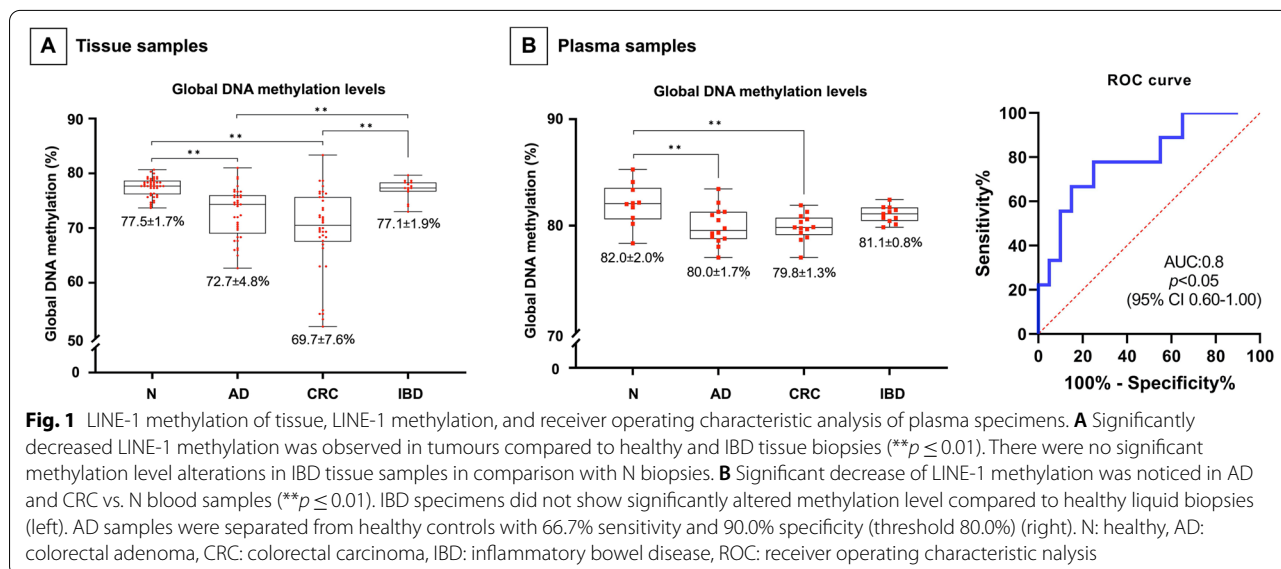 A Tissue samples
Global DNA methylation levels
Global DNA methylation (%)
90
80
70
60
50
0
**
**
**
**
77.5±1.7%
72.7±4.8%
69.7±7.6%
77.1±1.9%
N AD CRC IBD
B Plasma samples
Global DNA methylation levels
Global DNA methylation (%)
90
80
70
0
**
**
82.0±2.0%
80.0±1.7%
79.8±1.3%
81.1±0.8%
N AD CRC IBD
ROC curve
Sensitivity%
100
80
60
40
20
0
AUC:0.8
p<0.05
(95% CI 0.60-1.00)
0 20 40 60 80 100
100% - Specificity%
Fig. 1 LINE-1 methylation of tissue, LINE-1 methylation, and receiver operating characteristic analysis of plasma specimens. A Significantly
decreased LINE-1 methylation was observed in tumours compared to healthy and IBD tissue biopsies (**p ≤ 0.01). There were no significant
methylation level alterations in IBD tissue samples in comparison with N biopsies. B Significant decrease of LINE-1 methylation was noticed in AD
and CRC vs. N blood samples (**p ≤ 0.01). IBD specimens did not show significantly altered methylation level compared to healthy liquid biopsies
(left). AD samples were separated from healthy controls with 66.7% sensitivity and 90.0% specificity (threshold 80.0%) (right). N: healthy, AD:
colorectal adenoma, CRC: colorectal carcinoma, IBD: inflammatory bowel disease, ROC: receiver operating characteristic nalysis